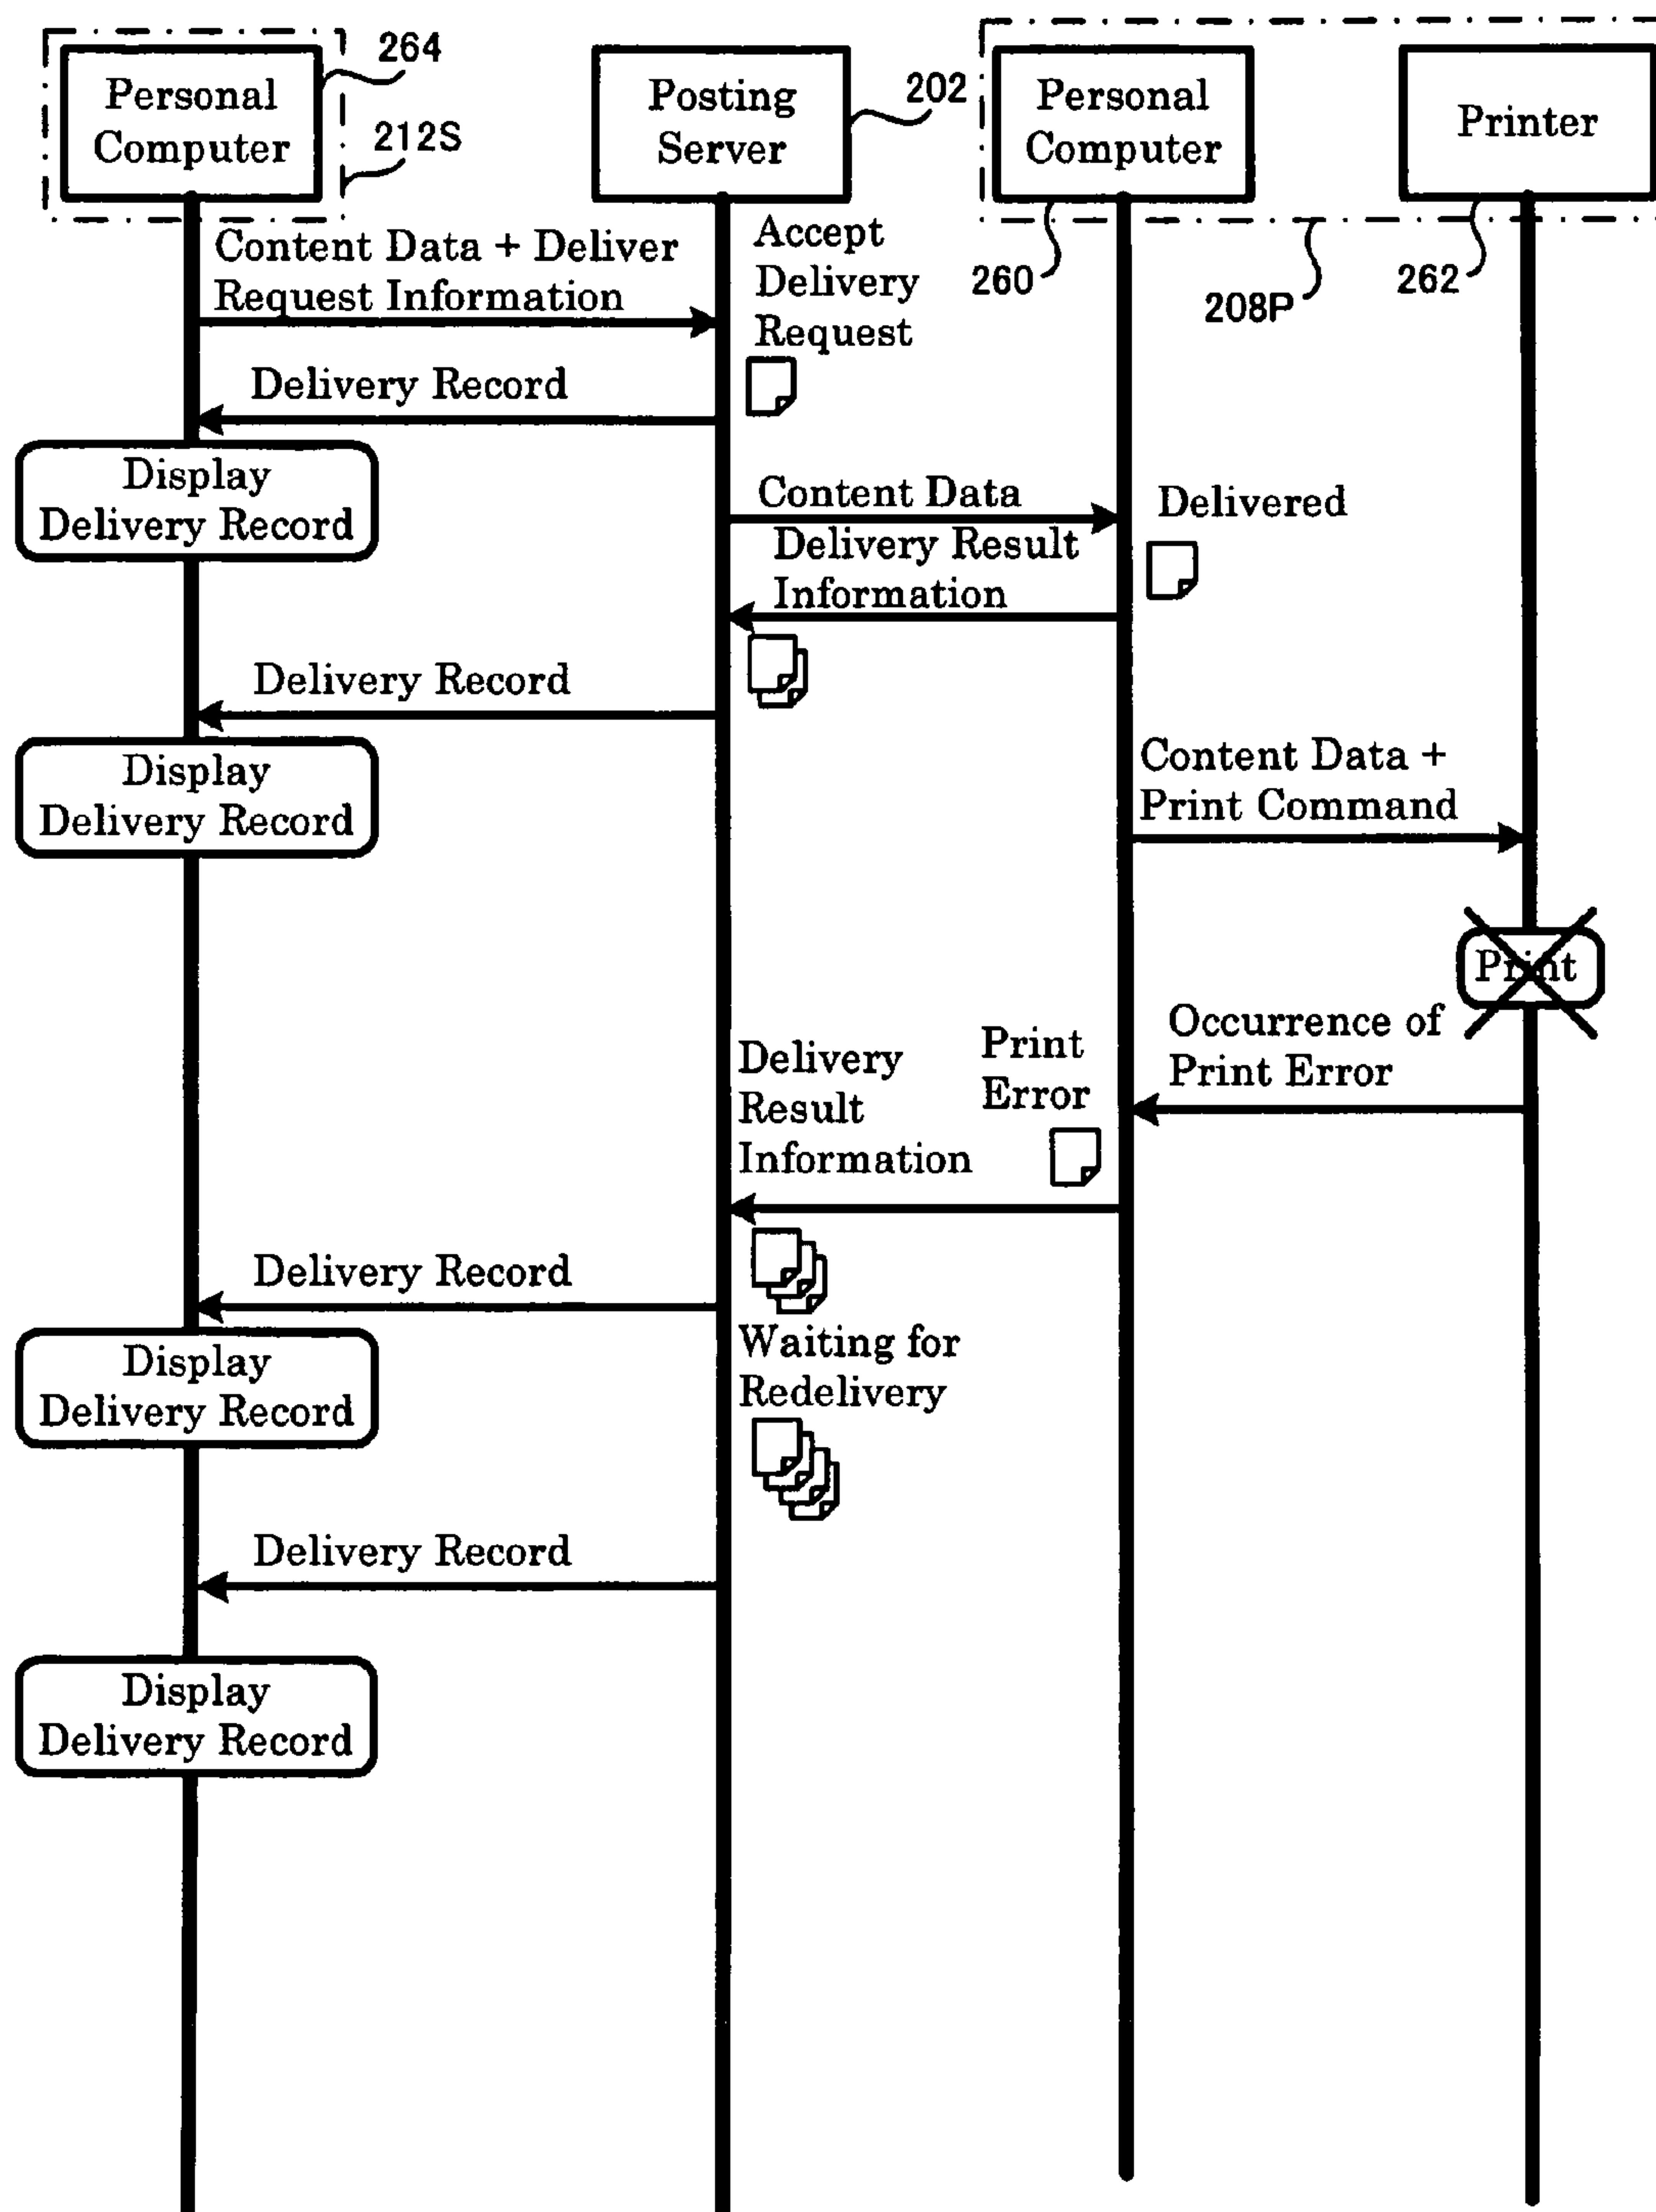 Personal
Computer
264
212S
Posting
Server
202
Personal
Computer
260
Printer
262
208P
Content Data + Deliver
Request Information
Accept
Delivery
Request
Delivery Record
Display
Delivery Record
Content Data
Delivered
Delivery Result
Information
Delivery Record
Display
Delivery Record
Content Data +
Print Command
Print
Occurrence of
Print Error
Print
Error
Delivery
Result
Information
Delivery Record
Display
Delivery Record
Waiting for
Redelivery
Delivery Record
Display
Delivery Record